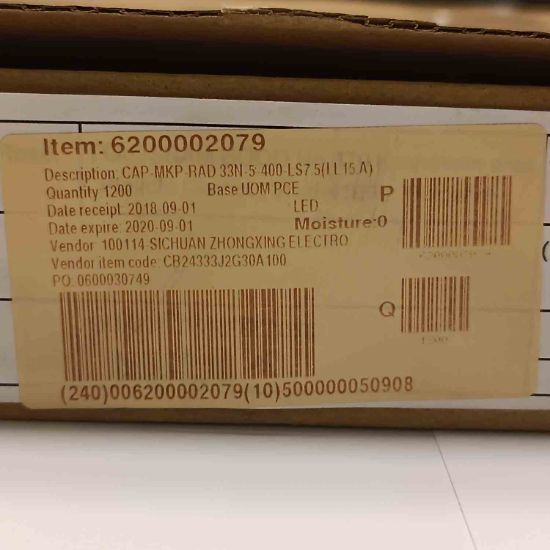 Item: 6200002079
Description. CAP-MKP-RAD 33N-5-400-LS7.5(LL15.A)
Quantity 1200 Base UOM PCE P
Date receipt 2018-09-01 LED
Date expire: 2020-09-01 Moisture:0
Vendor 100114 SICHUAN ZHONGXING ELECTRO
Vendor item code: CB24333J2G30A100
PO: 0600030749
Q
1200
(240)006200002079(10)500000050908